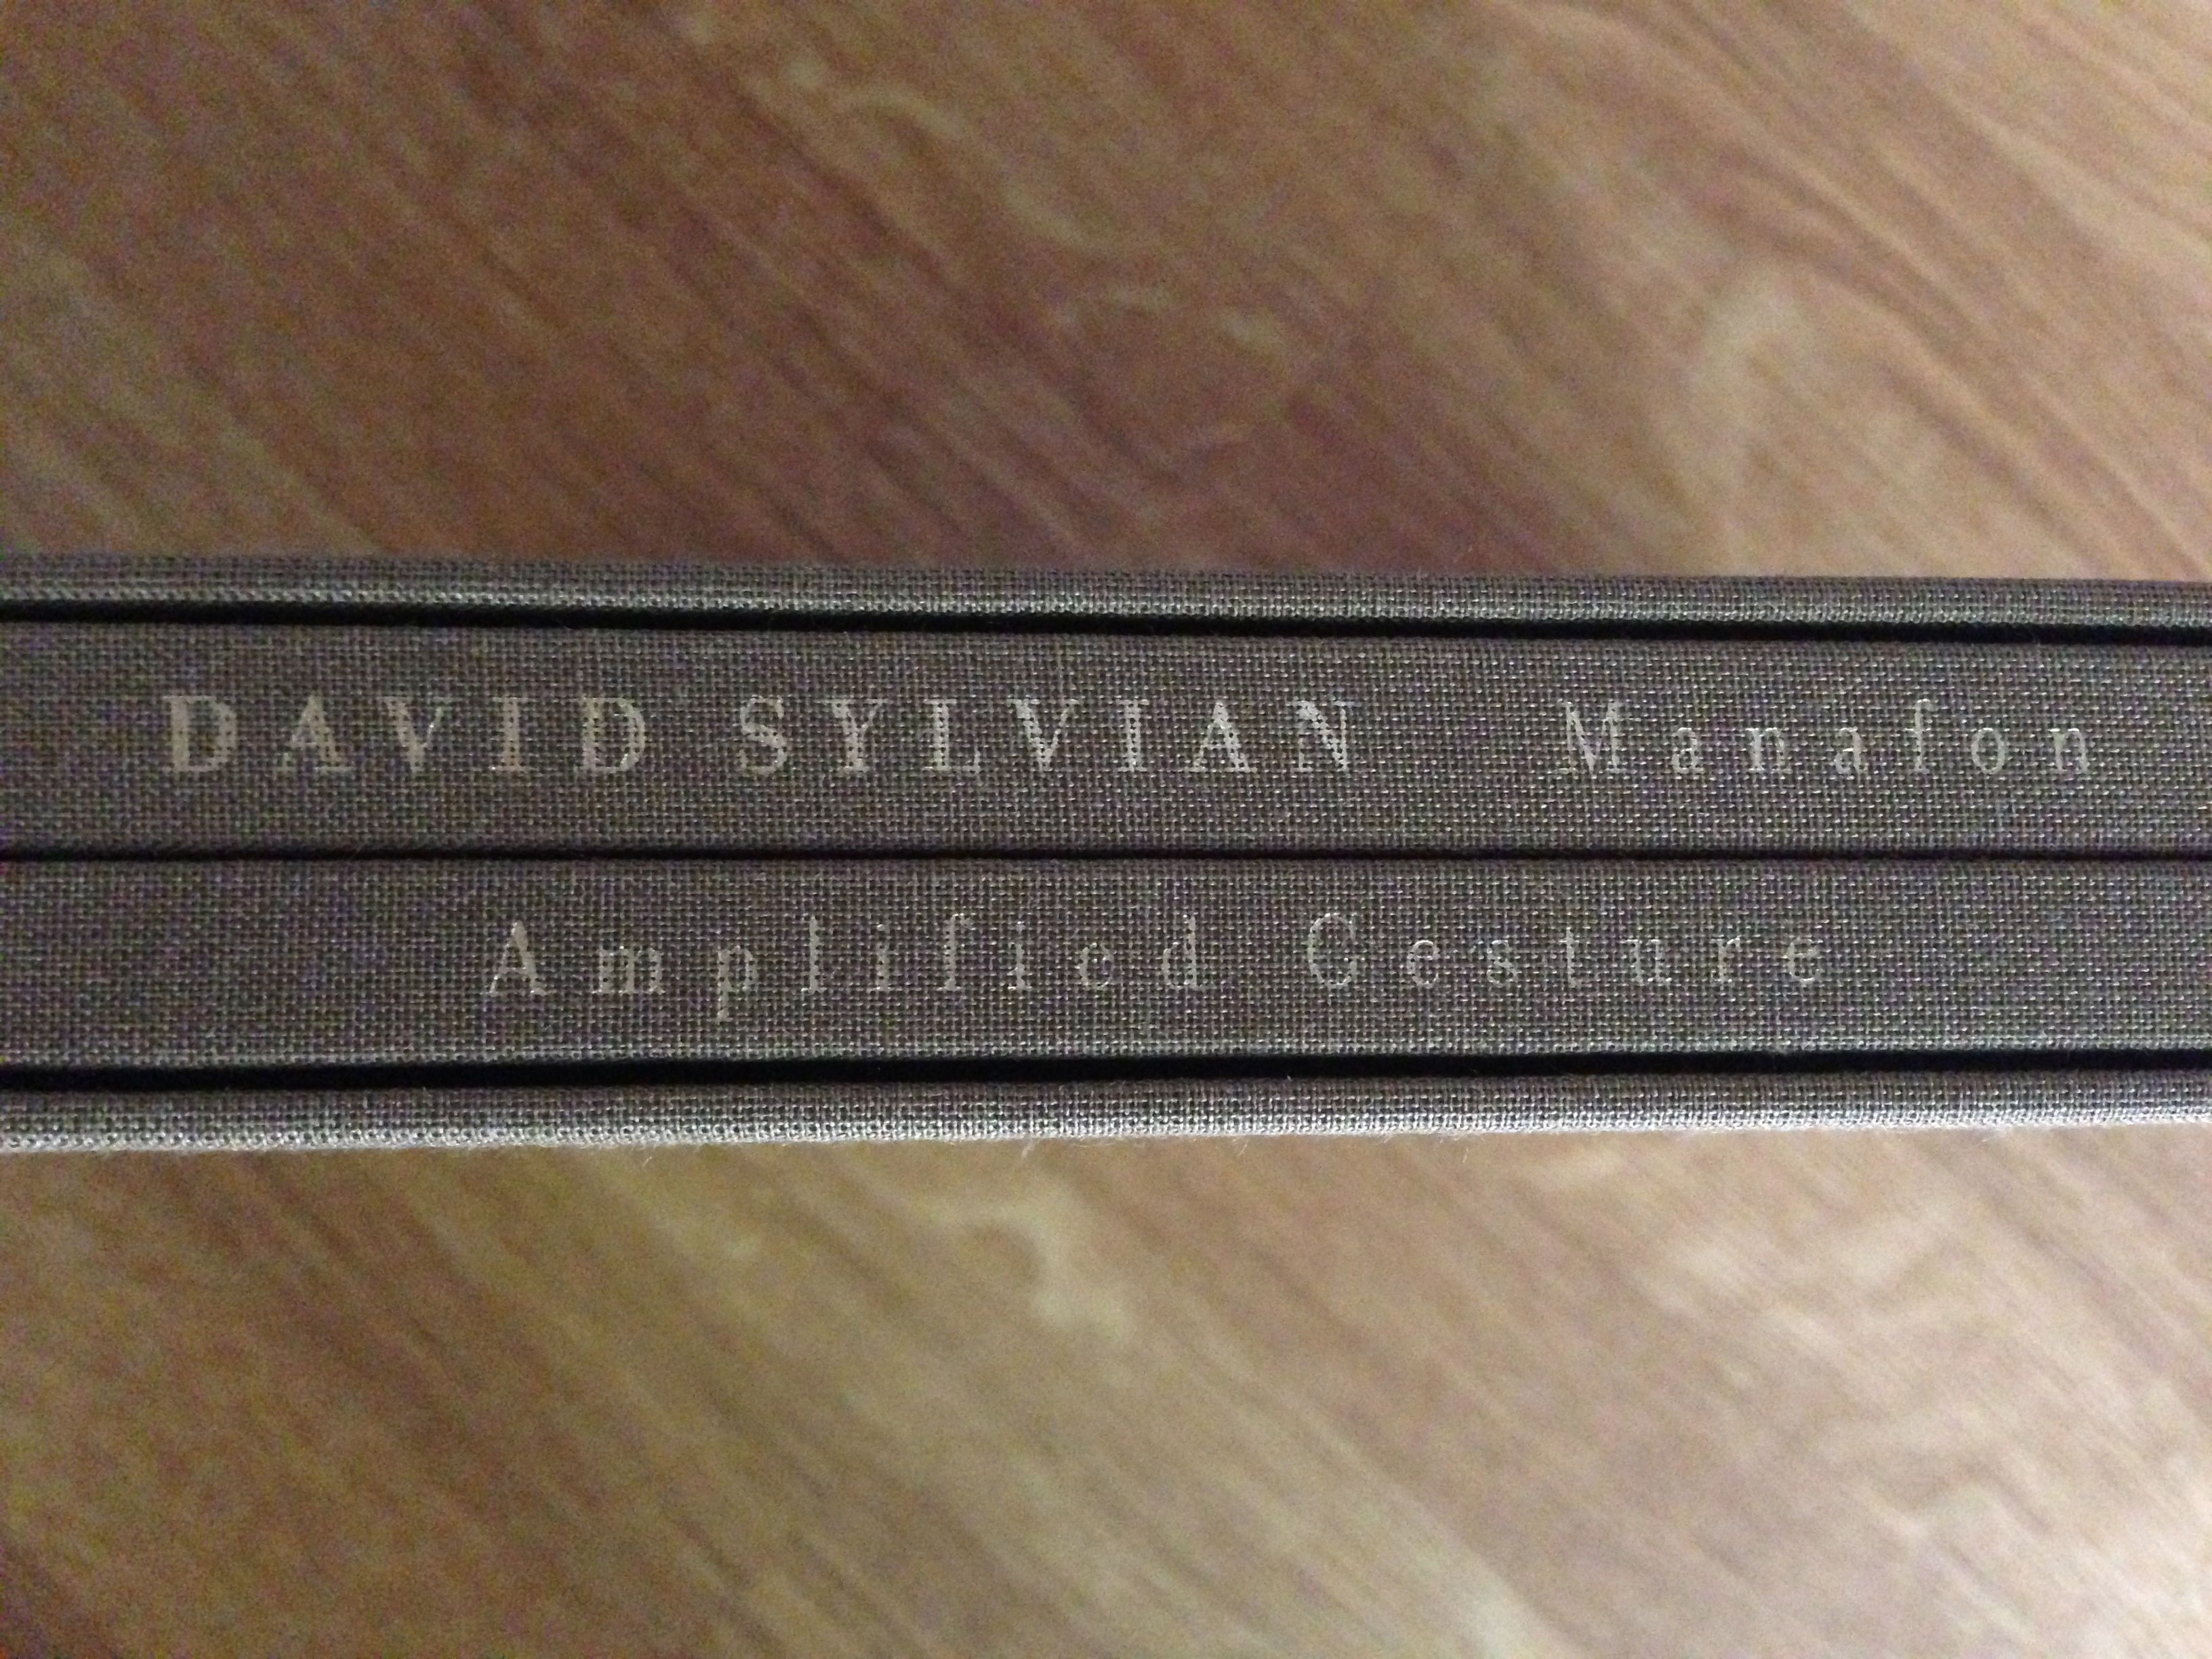 DAVID SYLVIAN Manafon
Amplified Gesture